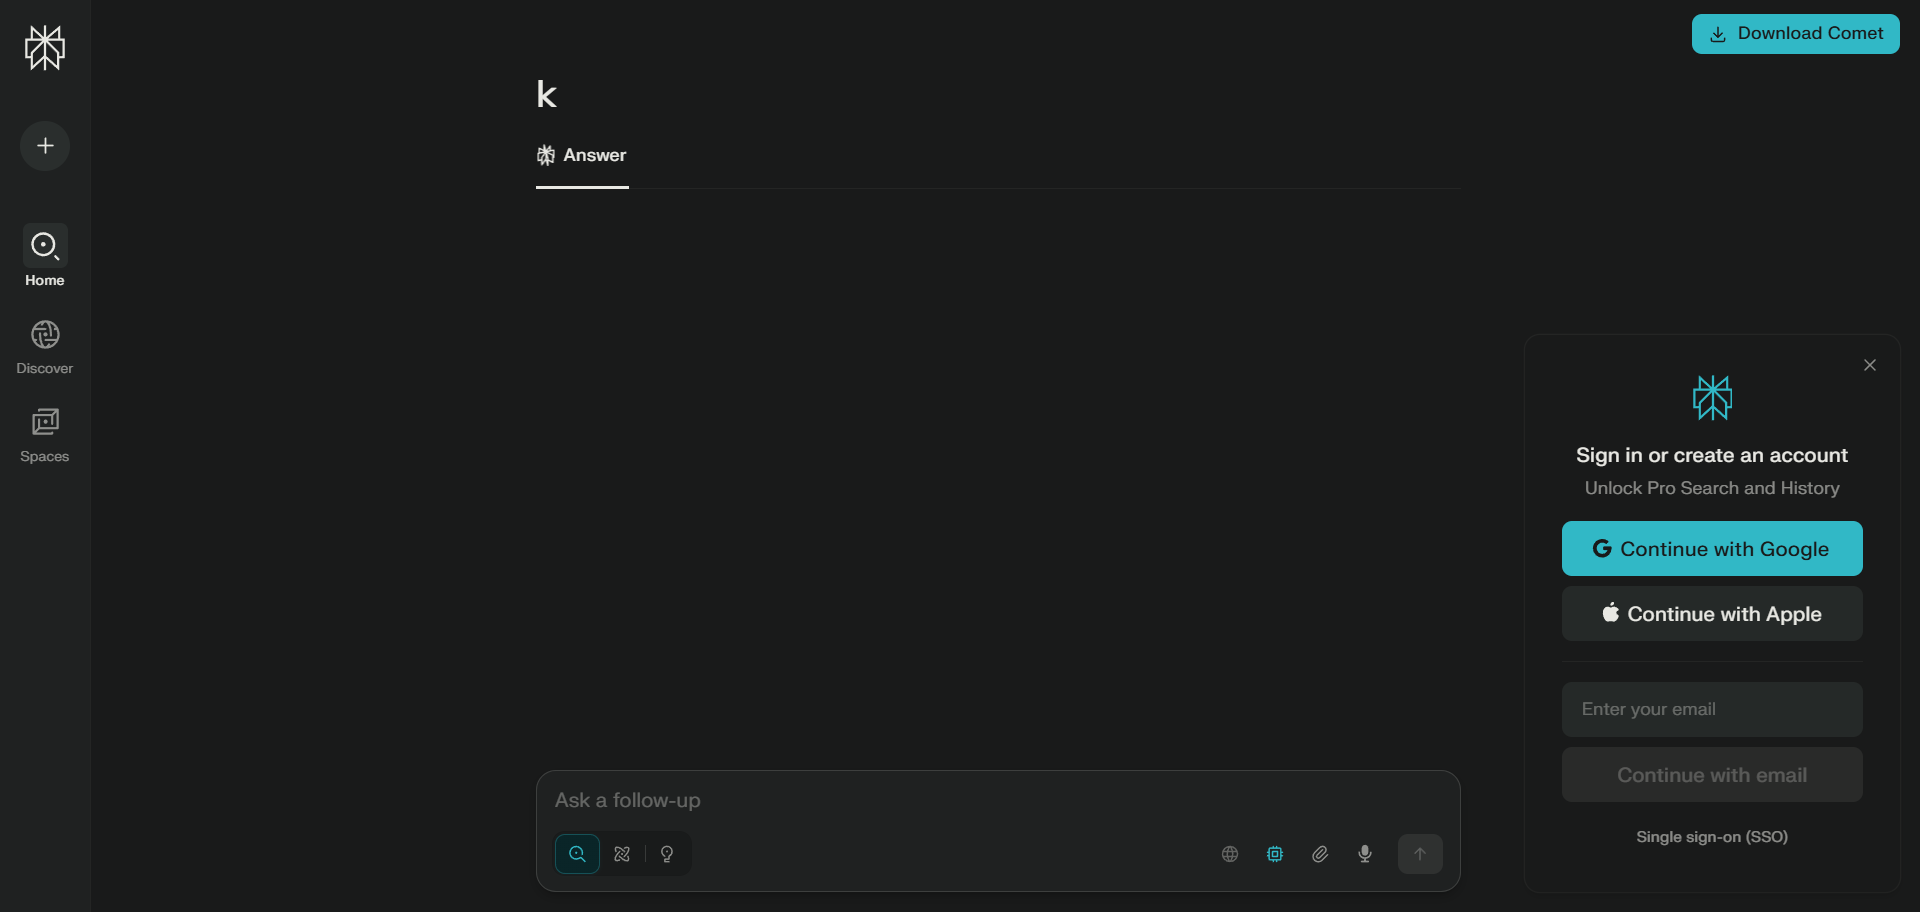 Download Comet
k
Answer
Home
Discover
Spaces
Sign in or create an account
Unlock Pro Search and History
Continue with Google
Continue with Apple
Enter your email
Continue with email
Single sign-on (SSO)
Ask a follow-up